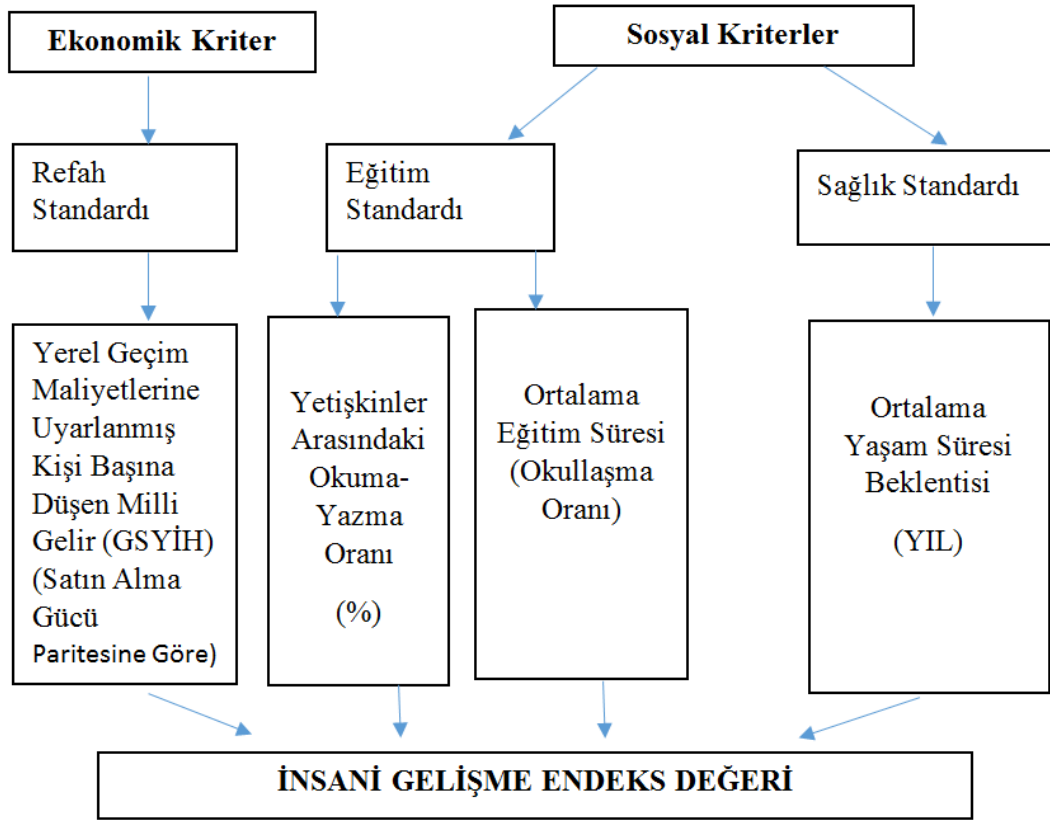 Ekonomik Kriter
Sosyal Kriterler
Refah
Standardı
Eğitim
Standardı
Sağlık Standardı
Yerel Geçim
Maliyetlerine
Uyarlanmış
Kişi Başına
Düşen Milli
Gelir (GSYİH)
(Satın Alma
Gücü
Paritesine Göre)
Yetişkinler
Arasındaki
Okuma-
Yazma
Oranı
(%)
Ortalama
Eğitim Süresi
(Okullaşma
Oranı)
Ortalama
Yaşam Süresi
Beklentisi
(YIL)
İNSANİ GELİŞME ENDEKS DEĞERİ